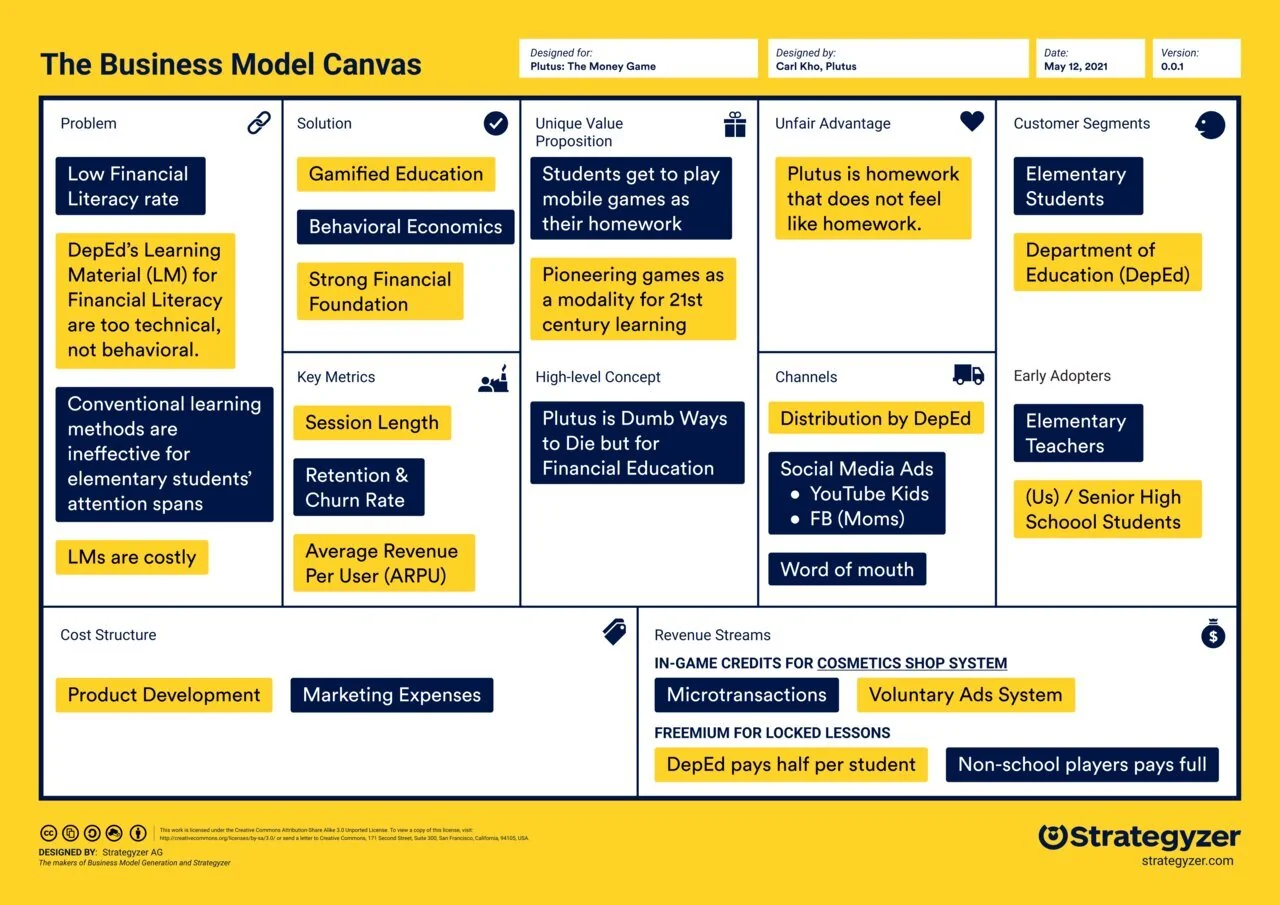 The Business Model Canvas
Designed for:
Plutus: The Money Game
Designed by:
Carl Kho, Plutus
Date:
May 12, 2021
Version:
0.0.1
Problem
Low Financial
Literacy rate
DepEd's Learning
Material (LM) for
Financial Literacy
are too technical,
not behavioral.
Conventional learning
methods are
ineffective for
elementary students'
attention spans
LMs are costly
Solution
Gamified Education
Behavioral Economics
Strong Financial
Foundation
Key Metrics
Session Length
Retention &
Churn Rate
Average Revenue
Per User (ARPU)
Unique Value
Proposition
Students get to play
mobile games as
their homework
Pioneering games as
a modality for 21st
century learning
High-level Concept
Plutus is Dumb Ways
to Die but for
Financial Education
Unfair Advantage
Plutus is homework
that does not feel
like homework.
Channels
Distribution by DepEd
Social Media Ads
• YouTube Kids
• FB (Moms)
Word of mouth
Customer Segments
Elementary
Students
Department of
Education (DepEd)
Early Adopters
Elementary
Teachers
(Us) / Senior High
Schoool Students
Cost Structure
Product Development
Marketing Expenses
Revenue Streams
$
IN-GAME CREDITS FOR COSMETICS SHOP SYSTEM
Microtransactions
Voluntary Ads System
FREEMIUM FOR LOCKED LESSONS
DepEd pays half per student
Non-school players pays full
cc
This work is licensed under the Creative Commons Attribution-Share Alike 3.0 Unported License. To view a copy of this license, visit:
http://creativecommons.org/licenses/by-sa/3.0/ or send a letter to Creative Commons, 171 Second Street, Suite 300, San Francisco, California, 94105, USA.
DESIGNED BY: Strategyzer AG
The makers of Business Model Generation and Strategyzer
Strategyzer
strategyzer.com